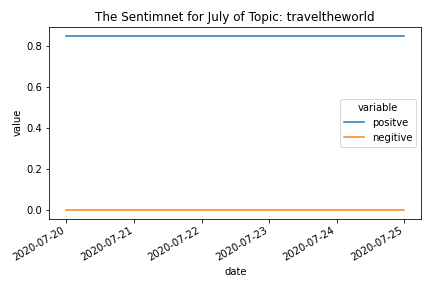 The Sentimnet for July of Topic: traveltheworld
value
0.8
0.6
0.4
0.2
0.0
variable
positve
negitive
2020-07-20
2020-07-21
2020-07-22
2020-07-23
2020-07-24
2020-07-25
date